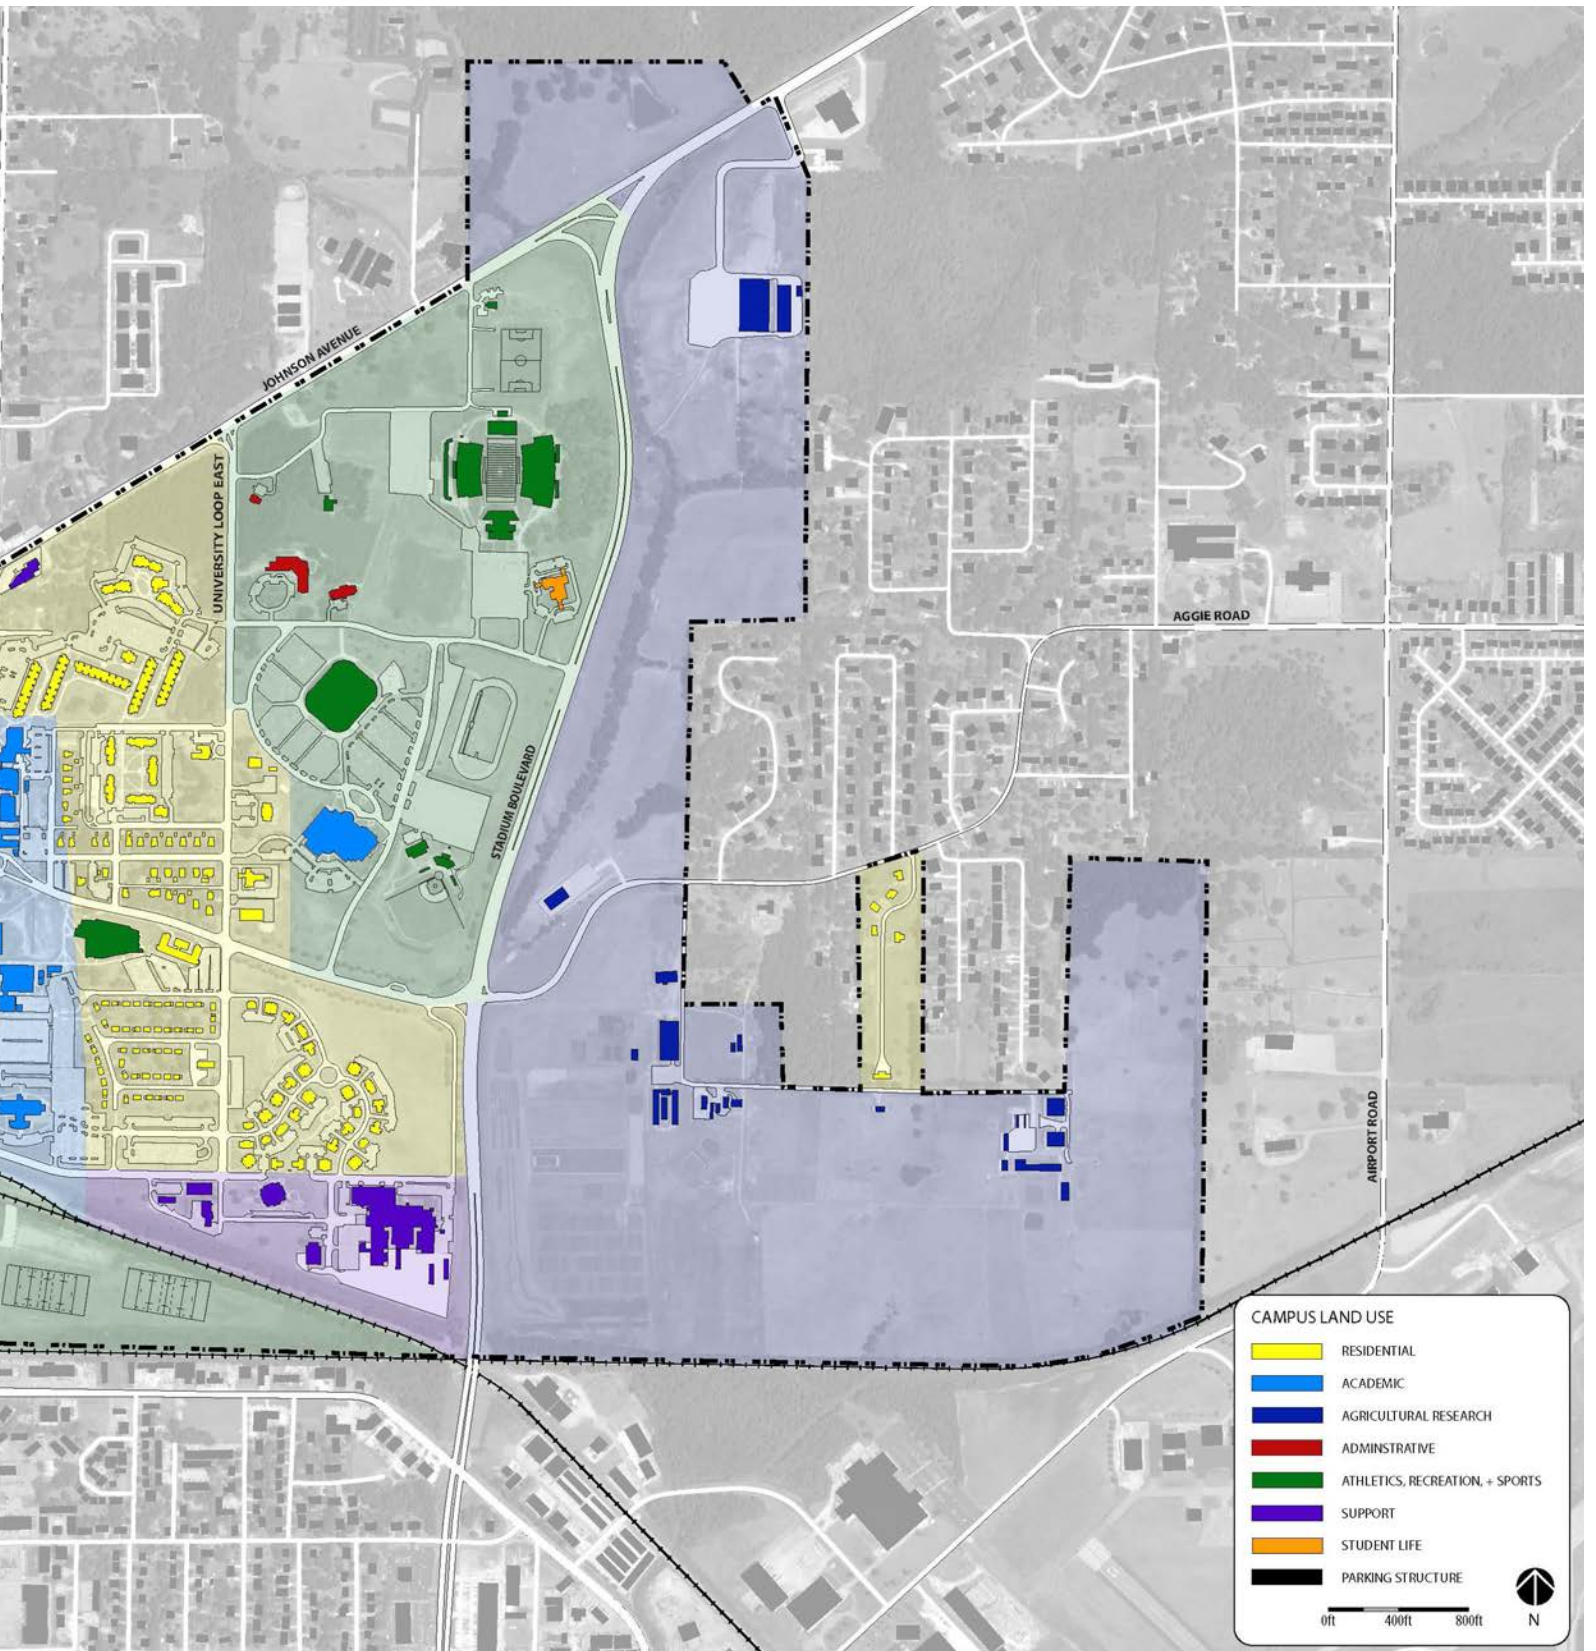 JOHNSON AVENUE
UNIVERSITY LOOP EAST
AGGIE ROAD
STADIUM BOULEVARD
AIRPORT ROAD
CAMPUS LAND USE
RESIDENTIAL
ACADEMIC
AGRICULTURAL RESEARCH
ADMINSTRATIVE
ATHLETICS, RECREATION, + SPORTS
SUPPORT
STUDENT LIFE
PARKING STRUCTURE
0ft 400ft 800ft
N